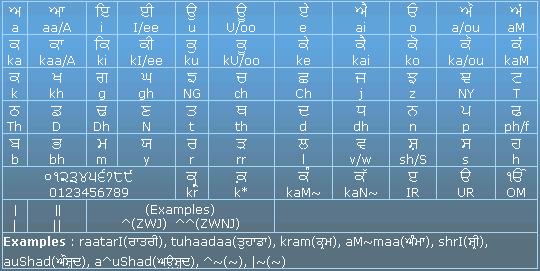 ਅ ਆ ਇ ਈ ਉ ਊ ਏ ਐ ਓ ਔ ਅੰ
a aa/A i I/ee u U/oo e ai o a/ou aM
ਕ ਕਾ ਕਿ ਕੀ ਕੁ ਕੂ ਕੇ ਕੈ ਕੋ ਕੌ ਕੰ
ka kaa/A ki kI/ee ku kU/oo ke kai ko ka/ou kaM
ਕ ਖ ਗ ਘ ਙ ਚ ਛ ਜ ਝ ਞ ਟ
k kh g gh NG ch Ch j z NY T
ਠ ਡ ਢ ਣ ਤ ਥ ਦ ਧ ਨ ਪ ਫ
Th D Dh N t th d dh n p ph/f
ਬ ਭ ਮ ਯ ਰ ੜ ਲ ਵ ਸ਼ ਸ ਹ
b bh m y r rr l v/w sh/S s h
੦੧੨੩੪੫੬੭੮੯ ਕ੍ਰ ਕ੍ ਕਁ ਕੱ ੲ ੳ ੴ
0123456789 kr k* kaM~ kaN~ IR UR OM
| || (Examples)
| || ^(ZWJ) ^^(ZWNJ)
Examples : raatarI(ਰਾਤਰੀ), tuhaadaa(ਤੁਹਾਡਾ), kram(ਕ੍ਰਮ), aM~maa(ਅੰਮਾ), shrI(ਸ਼੍ਰੀ),
auShad(ਔਸ਼ਦ), a^uShad(ਅਉਸ਼ਦ), ^~(~), |~(~)